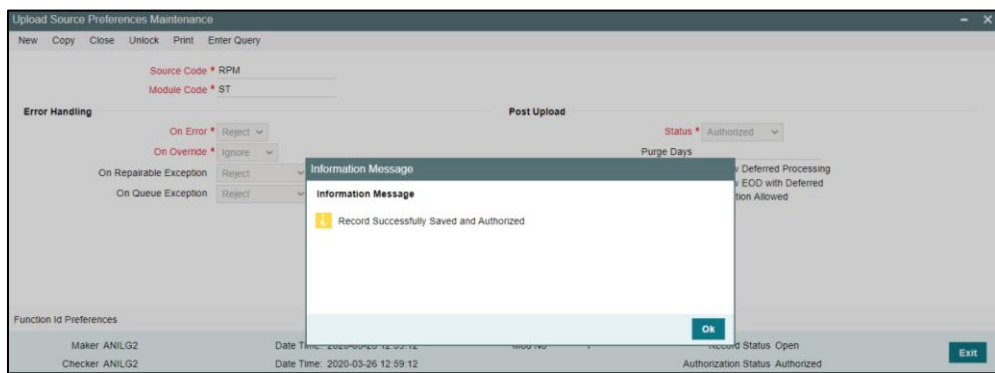 Upload Source Preferences Maintenance
New Copy Close Unlock Print Enter Query
Source Code * RPM
Module Code * ST
Error Handling
Post Upload
On Error * Reject
Status * Authorized
On Override * Ignore
Purge Days
On Repairable Exception Reject
Deferred Processing
On Queue Exception Reject
EOD with Deferred
Allowed
Information Message
Information Message
Record Successfully Saved and Authorized
Ok
Function Id Preferences
Maker ANILG2
Date Time:
Record Status Open
Checker ANILG2
Date Time: 2020-03-26 12:59:12
Authorization Status Authorized
Exit